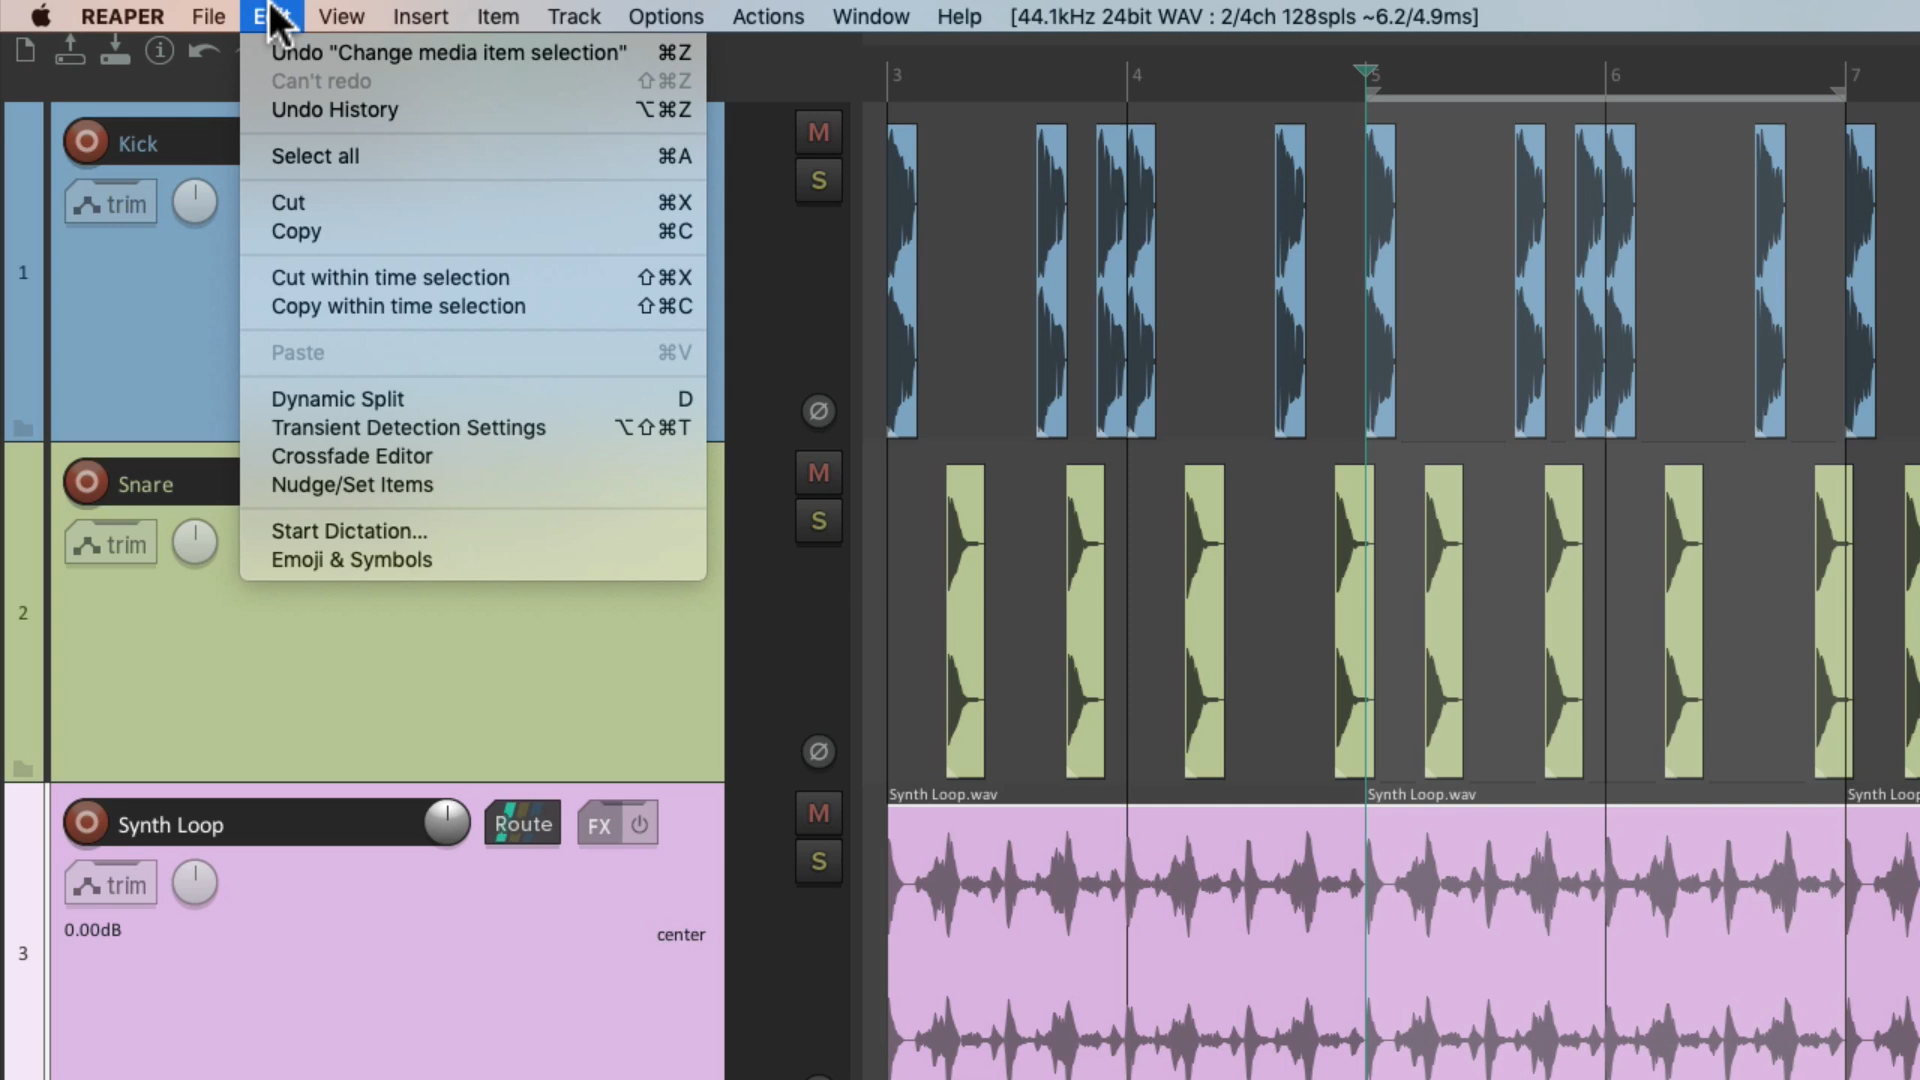 REAPER File View Insert Item Track Options Actions Window Help [44.1kHz 24bit WAV : 2/4ch 128spls ~6.2/4.9ms]
Undo "Change media item selection" ⌘Z
Can't redo ⇧⌘Z
Undo History ⌥⌘Z
Select all ⌘A
Cut ⌘X
Copy ⌘C
Cut within time selection ⇧⌘X
Copy within time selection ⇧⌘C
Paste ⌘V
Dynamic Split D
Transient Detection Settings ⌥⇧⌘T
Crossfade Editor
Nudge/Set Items
Start Dictation...
Emoji & Symbols
3 4 5 6 7
1
Kick
trim
M
S
2
Snare
trim
M
S
3
Synth Loop
Route
FX
trim
0.00dB
center
M
S
Synth Loop.wav
Synth Loop.wav
Synth Loop